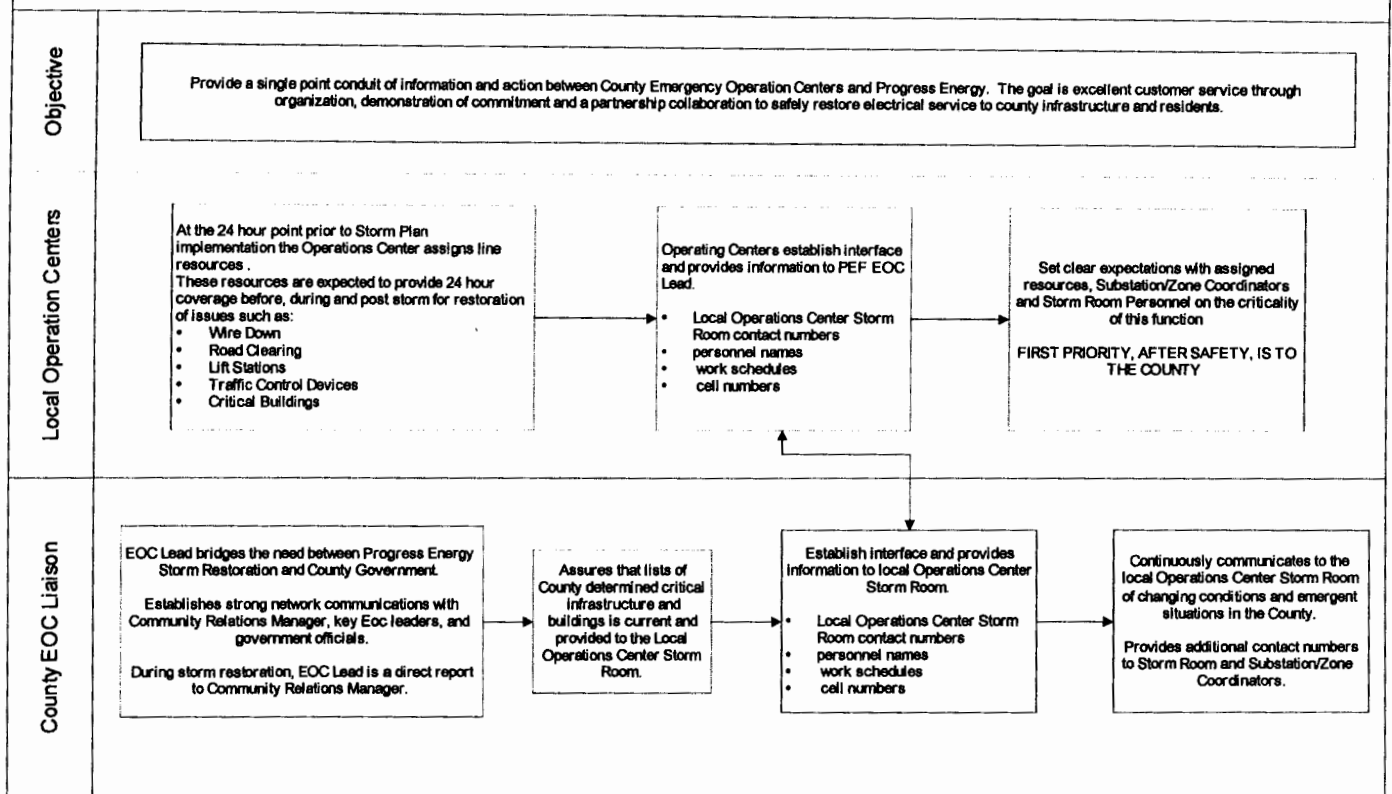 Objective
Provide a single point conduit of information and action between County Emergency Operation Centers and Progress Energy. The goal is excellent customer service through
organization, demonstration of commitment and a partnership collaboration to safely restore electrical service to county infrastructure and residents.
Local Operation Centers
At the 24 hour point prior to Storm Plan
implementation the Operations Center assigns line
resources .
These resources are expected to provide 24 hour
coverage before, during and post storm for restoration
of issues such as:
• Wire Down
• Road Clearing
• Lift Stations
• Traffic Control Devices
• Critical Buildings
Operating Centers establish interface
and provides information to PEF EOC
Lead.
• Local Operations Center Storm
Room contact numbers
• personnel names
• work schedules
• cell numbers
Set clear expectations with assigned
resources, Substation/Zone Coordinators
and Storm Room Personnel on the criticality
of this function
FIRST PRIORITY, AFTER SAFETY, IS TO
THE COUNTY
County EOC Liaison
EOC Lead bridges the need between Progress Energy
Storm Restoration and County Government.
Establishes strong network communications with
Community Relations Manager, key Eoc leaders, and
government officials.
During storm restoration, EOC Lead is a direct report
to Community Relations Manager.
Assures that lists of
County determined critical
infrastructure and
buildings is current and
provided to the Local
Operations Center Storm
Room.
Establish interface and provides
information to local Operations Center
Storm Room.
• Local Operations Center Storm
Room contact numbers
• personnel names
• work schedules
• cell numbers
Continuously communicates to the
local Operations Center Storm Room
of changing conditions and emergent
situations in the County.
Provides additional contact numbers
to Storm Room and Substation/Zone
Coordinators.